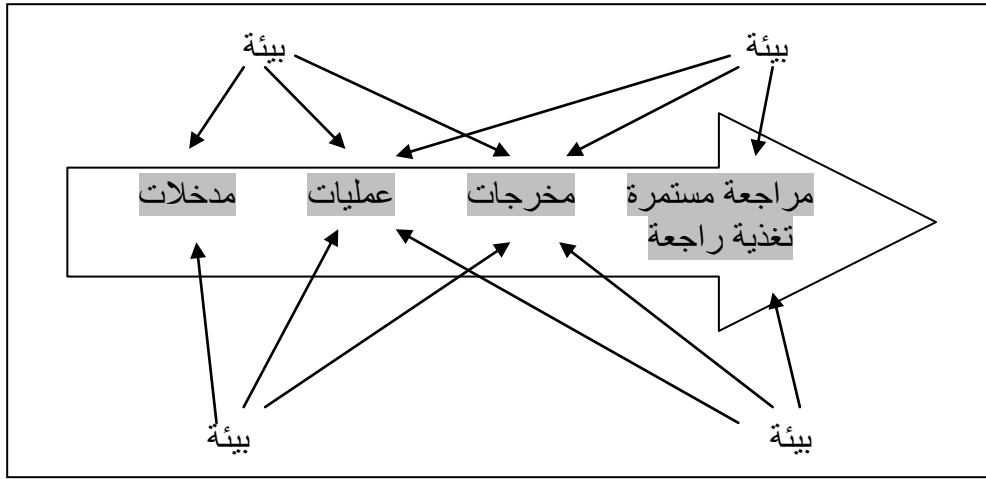 بيئة
بيئة
مدخلات
عمليات
مخرجات
مراجعة مستمرة
تغذية راجعة
بيئة
بيئة